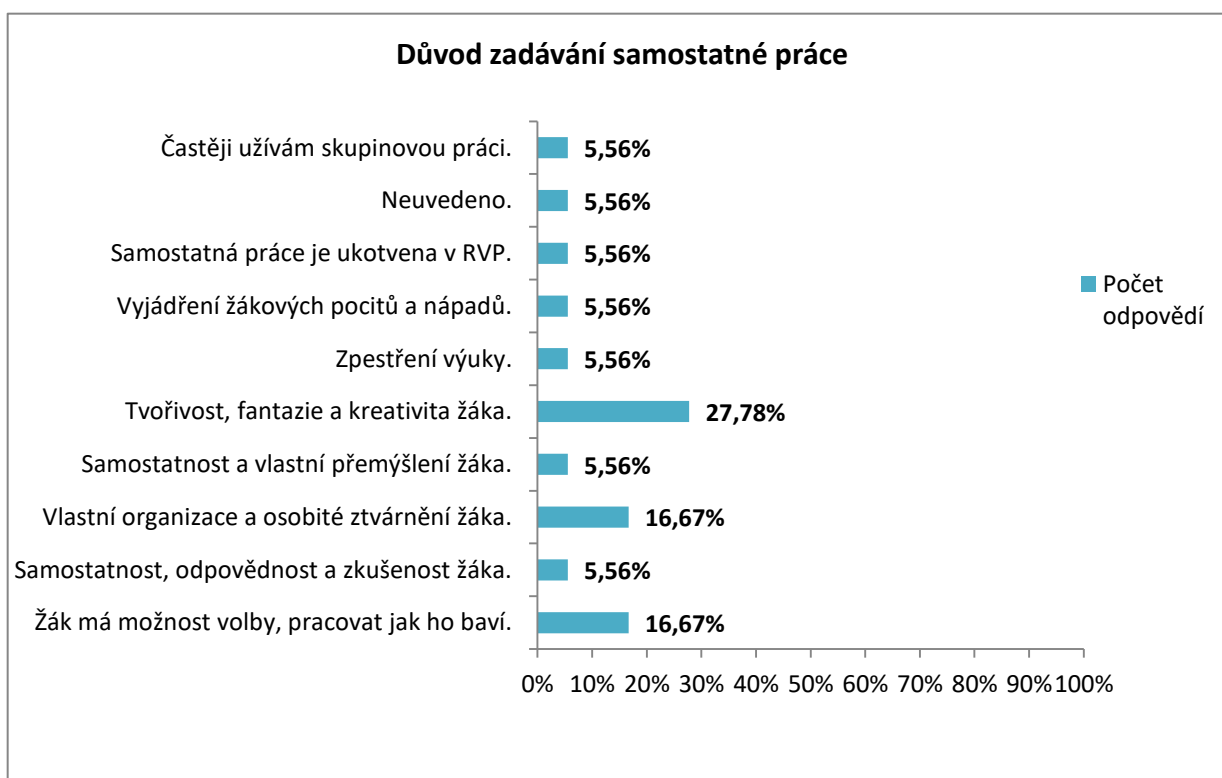 Důvod zadávání samostatné práce
Častěji užívám skupinovou práci.
5,56%
Neuvedeno.
5,56%
Samostatná práce je ukotvena v RVP.
5,56%
Vyjádření žákových pocitů a nápadů.
5,56%
Zpestření výuky.
5,56%
Tvořivost, fantazie a kreativita žáka.
27,78%
Samostatnost a vlastní přemýšlení žáka.
5,56%
Vlastní organizace a osobité ztvárnění žáka.
16,67%
Samostatnost, odpovědnost a zkušenost žáka.
5,56%
Žák má možnost volby, pracovat jak ho baví.
16,67%
0% 10% 20% 30% 40% 50% 60% 70% 80% 90% 100%
Počet
odpovědí